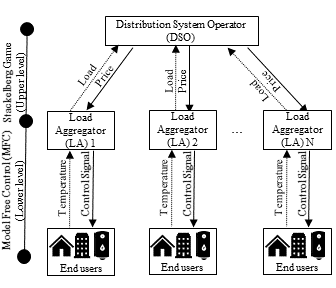 Distribution System Operator
(DSO)
Stackelberg Game
(Upper level)
Load
Price
Load
Price
Price
Load
Load
Aggregator
(LA) 1
Load
Aggregator
(LA) 2
...
Load
Aggregator
(LA) N
Model Free Control (MFC)
(Lower level)
Temperature
Control Signal
Temperature
Control Signal
Temperature
Control Signal
End users
End users
End users